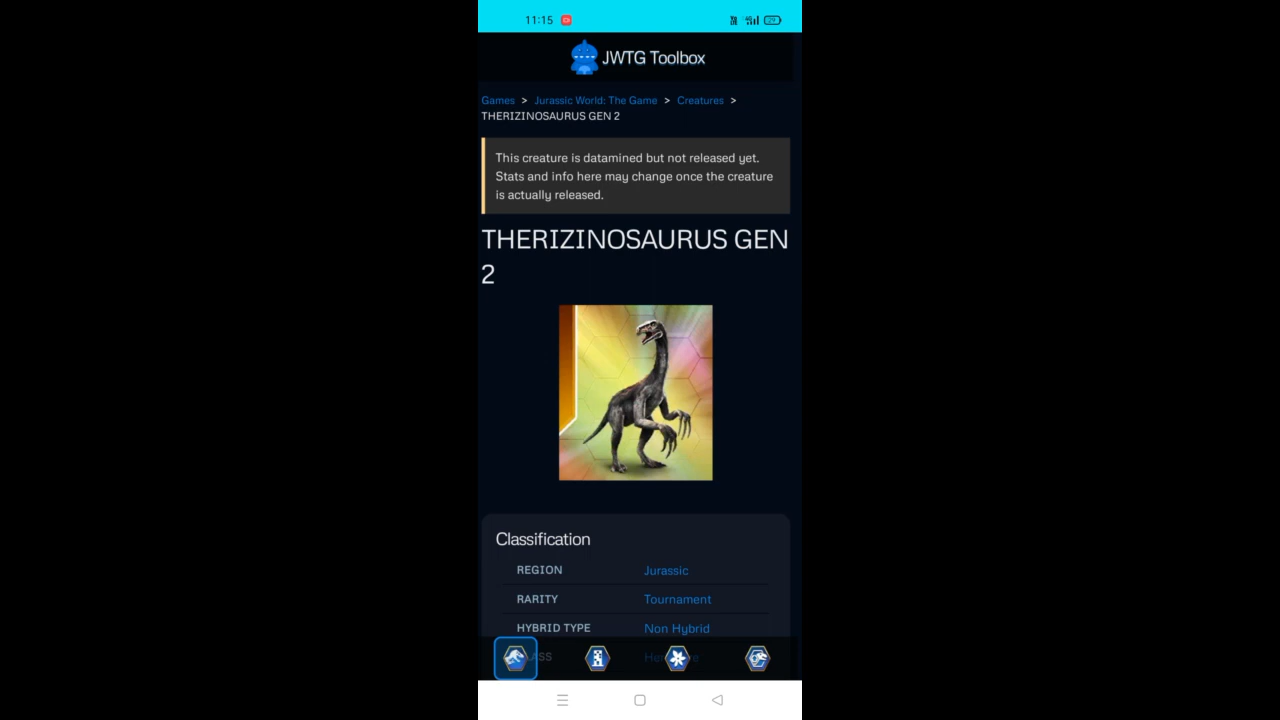 11:15
29
JWTG Toolbox
Games > Jurassic World: The Game > Creatures >
THERIZINOSAURUS GEN 2
This creature is datamined but not released yet.
Stats and info here may change once the creature
is actually released.
THERIZINOSAURUS GEN
2
Classification
REGION Jurassic
RARITY Tournament
HYBRID TYPE Non Hybrid